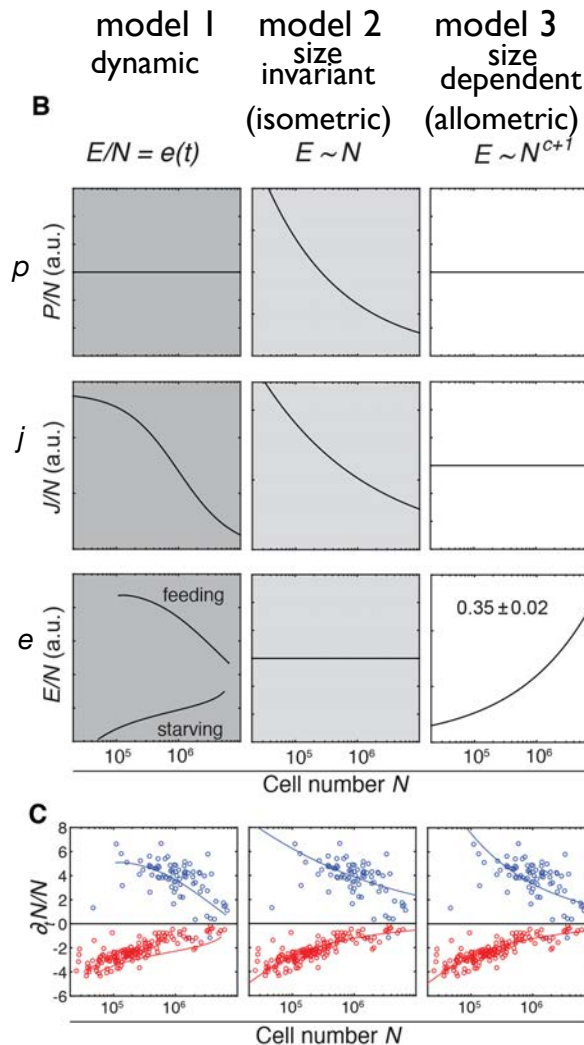 model 1 model 2 model 3
dynamic size invariant size dependent
(isometric) (allometric)
B
E/N = e(t) E ~ N E ~ N^{c+1}
p
P/N (a.u.)
j
J/N (a.u.)
e
E/N (a.u.)
feeding
starving
0.35 ± 0.02
10^5 10^6 10^5 10^6 10^5 10^6
Cell number N
C
∂_tN/N
8
6
4
2
0
-2
-4
-6
10^5 10^6 10^5 10^6 10^5 10^6
Cell number N